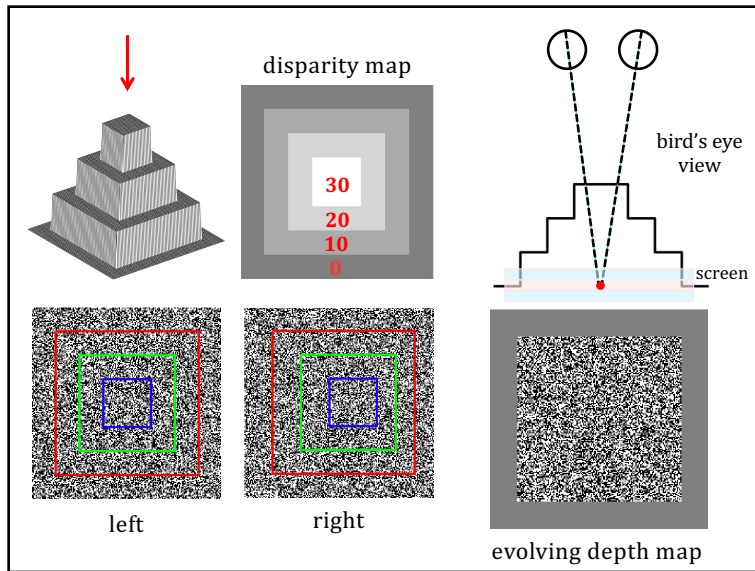 disparity map
30
20
10
0
bird's eye
view
screen
left
right
evolving depth map